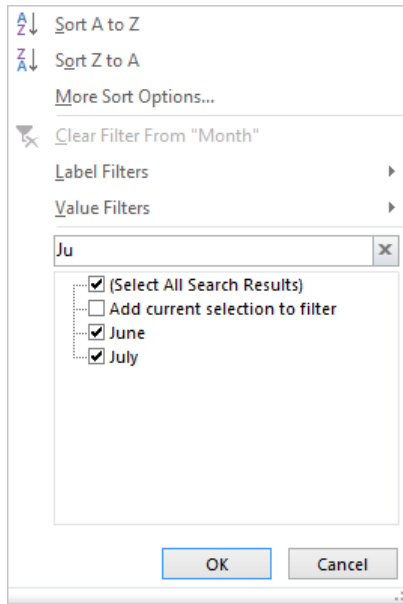 Sort A to Z
Sort Z to A
More Sort Options...
Clear Filter From "Month"
Label Filters
Value Filters
Ju
(Select All Search Results)
Add current selection to filter
June
July
OK Cancel